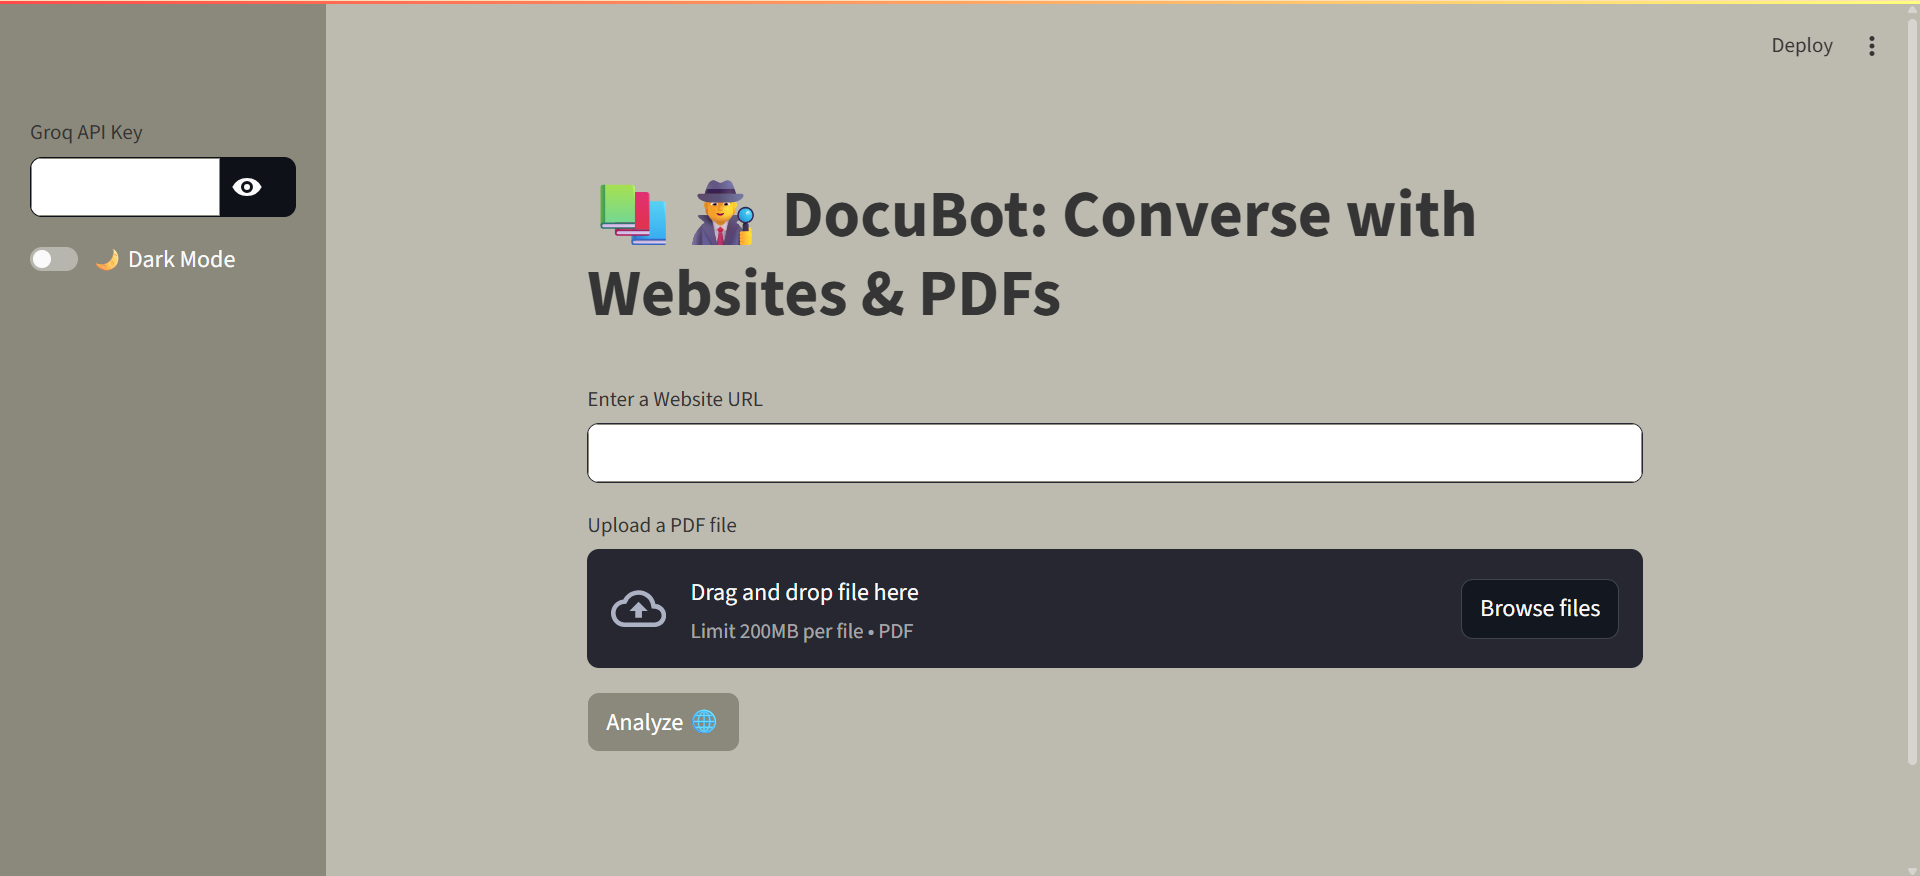 Deploy
Groq API Key
🌙 Dark Mode
📚 🕵️ DocuBot: Converse with
Websites & PDFs
Enter a Website URL
Upload a PDF file
Drag and drop file here
Limit 200MB per file • PDF
Browse files
Analyze 🌐